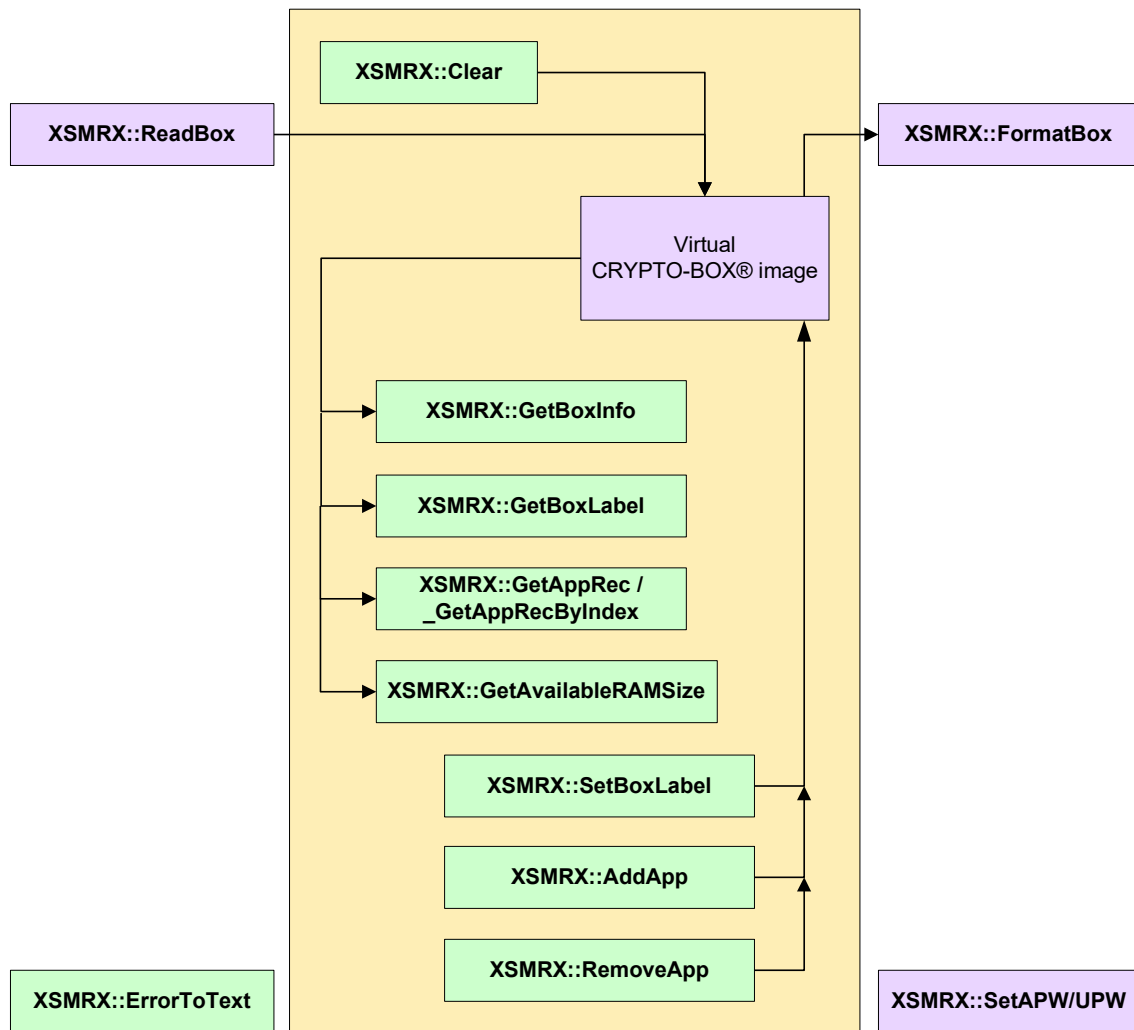 XSMRX::Clear
XSMRX::ReadBox
XSMRX::FormatBox
Virtual
CRYPTO-BOX® image
XSMRX::GetBoxInfo
XSMRX::GetBoxLabel
XSMRX::GetAppRec /
_GetAppRecByIndex
XSMRX::GetAvailableRAMSize
XSMRX::SetBoxLabel
XSMRX::AddApp
XSMRX::RemoveApp
XSMRX::ErrorToText
XSMRX::SetAPW/UPW